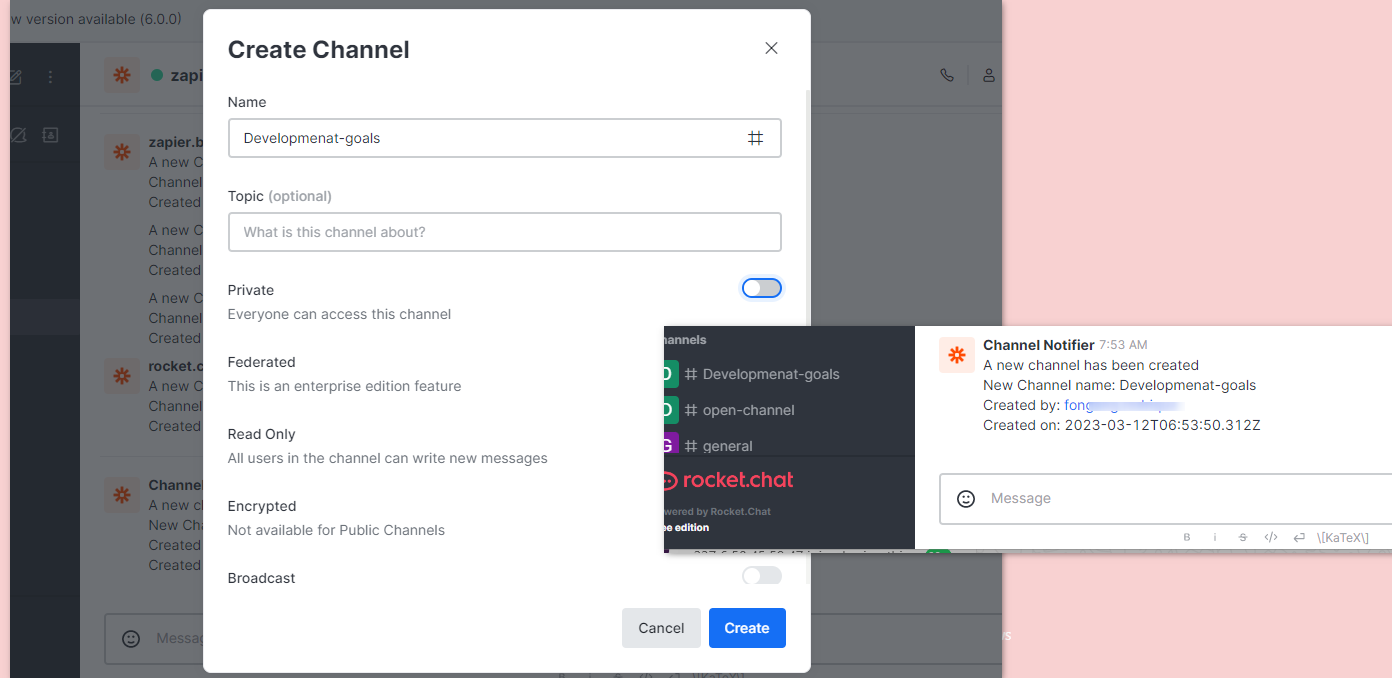 w version available (6.0.0)
Create Channel
zapi
Name
Developmenat-goals
zapier.b
A new C
Channel
Created
Topic (optional)
What is this channel about?
A new C
Channel
Created
Private
Everyone can access this channel
A new C
Channel
Created
Federated
This is an enterprise edition feature
rocket.c
A new C
Channel
Created
Read Only
All users in the channel can write new messages
Channel
A new cl
New Cha
Created
Created
Encrypted
Not available for Public Channels
Broadcast
Cancel
Create
Messag
hannels
Developmenat-goals
open-channel
general
rocket.chat
wered by Rocket.Chat
ee edition
Channel Notifier 7:53 AM
A new channel has been created
New Channel name: Developmenat-goals
Created by:
Created on: 2023-03-12T06:53:50.312Z
Message
B i S </> \[KaTeX\]